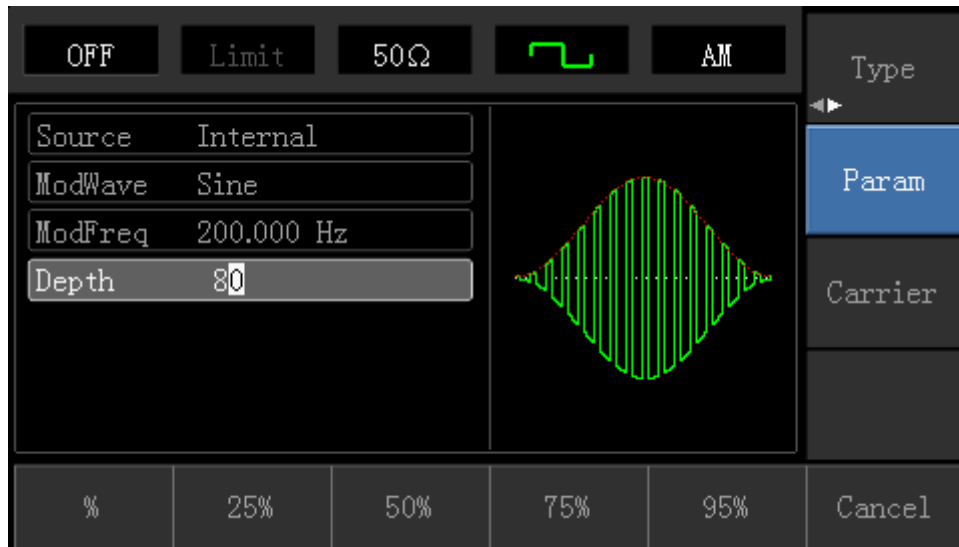 OFF Limit 50Ω AM
Type
Source Internal
ModWave Sine
Param
ModFreq 200.000 Hz
Depth 80
Carrier
% 25% 50% 75% 95% Cancel